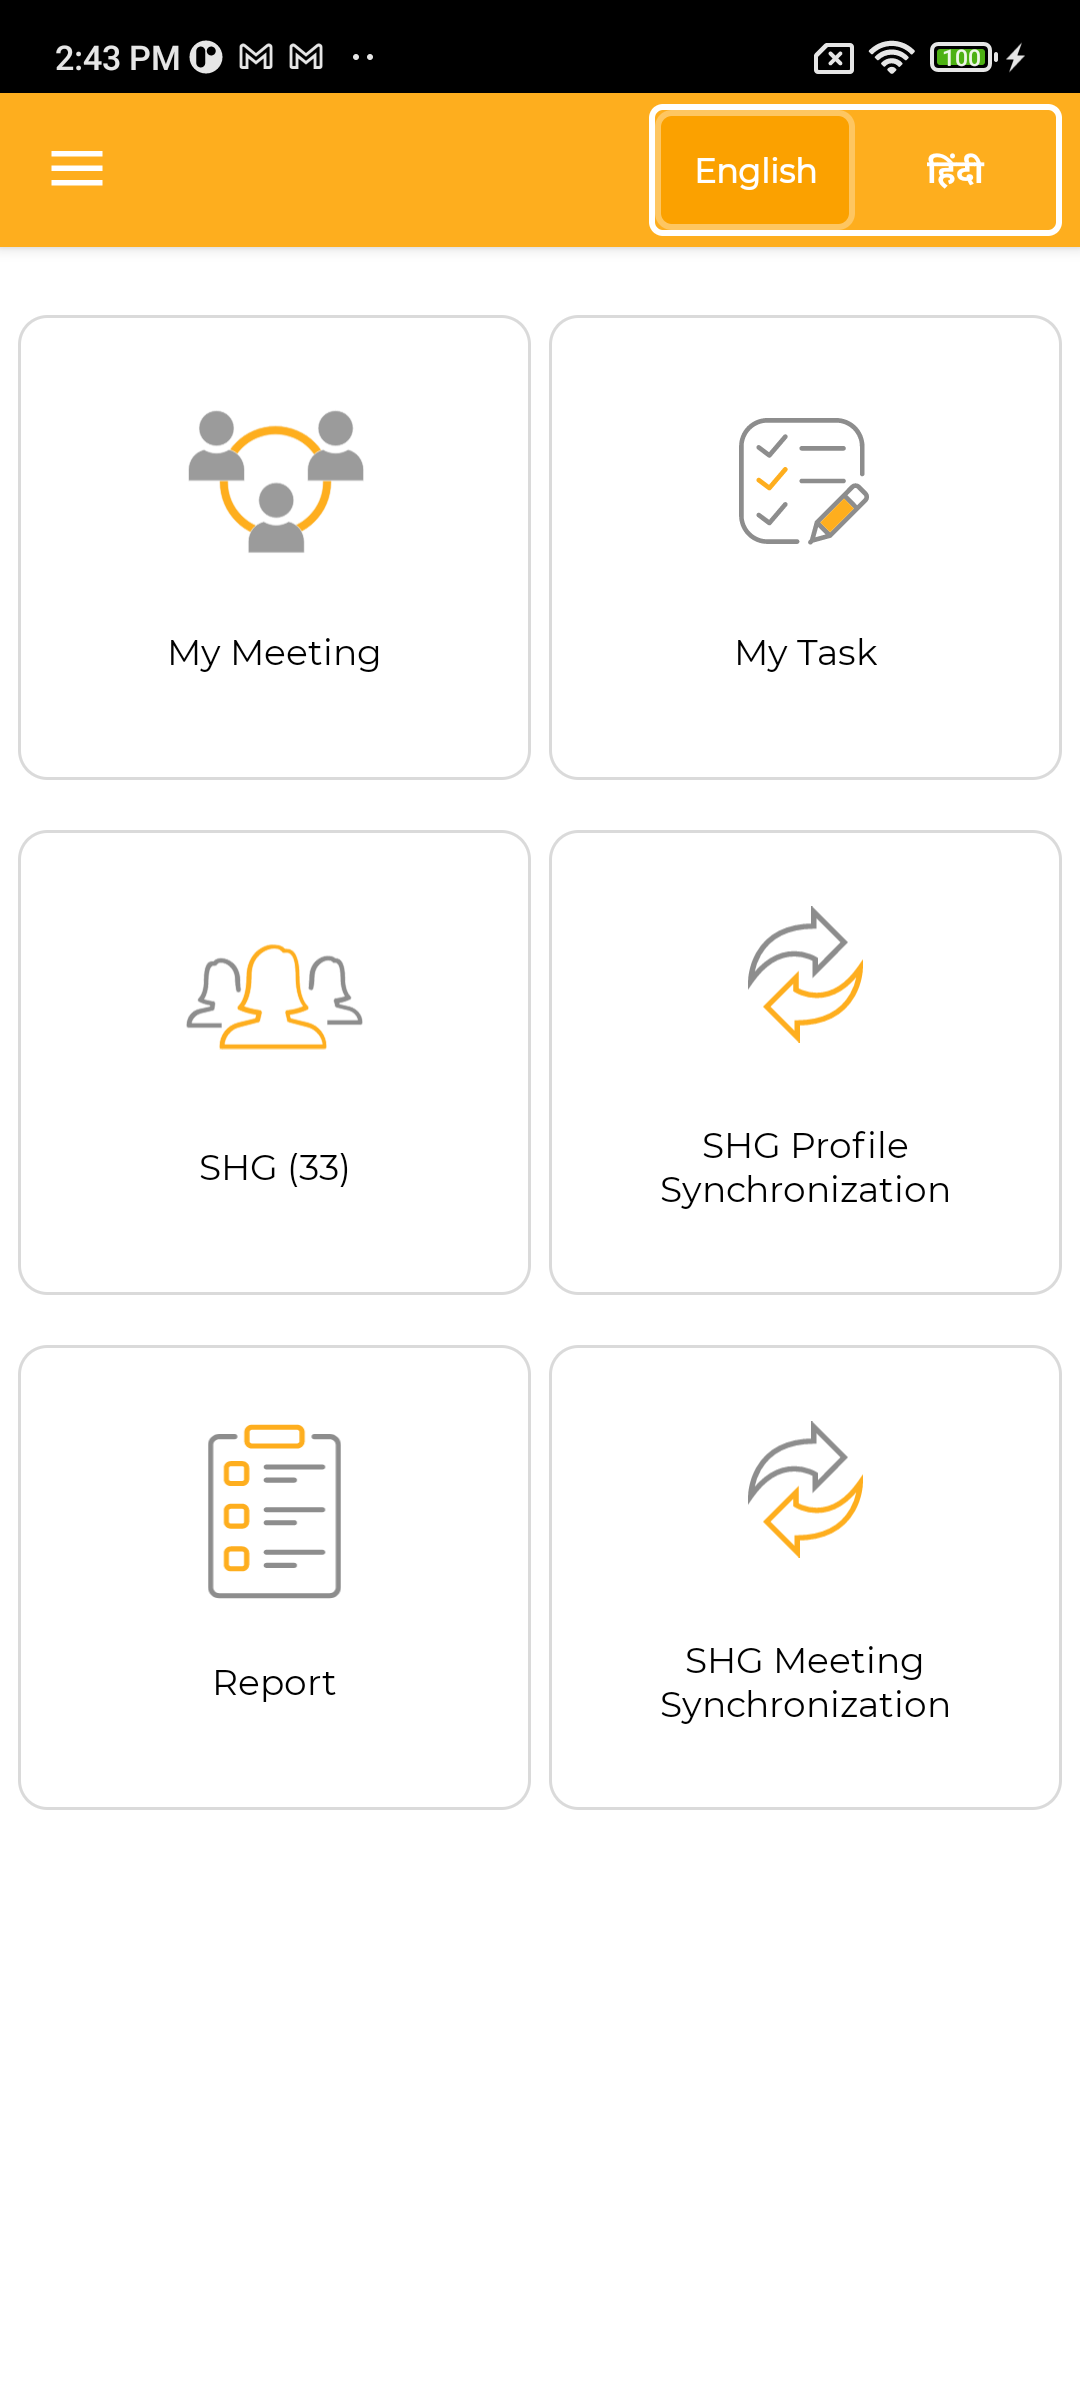 2:43 PM
100
English
हिंदी
My Meeting
My Task
SHG (33)
SHG Profile
Synchronization
Report
SHG Meeting
Synchronization